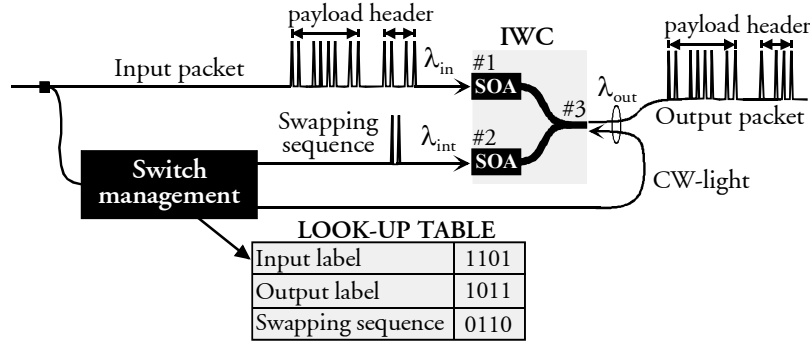 payload header
payload header
IWC
Input packet
λin
#1
SOA
#3
λout
Output packet
Swapping
sequence
λint
#2
SOA
Switch
management
CW-light
LOOK-UP TABLE
Input label 1101
Output label 1011
Swapping sequence 0110